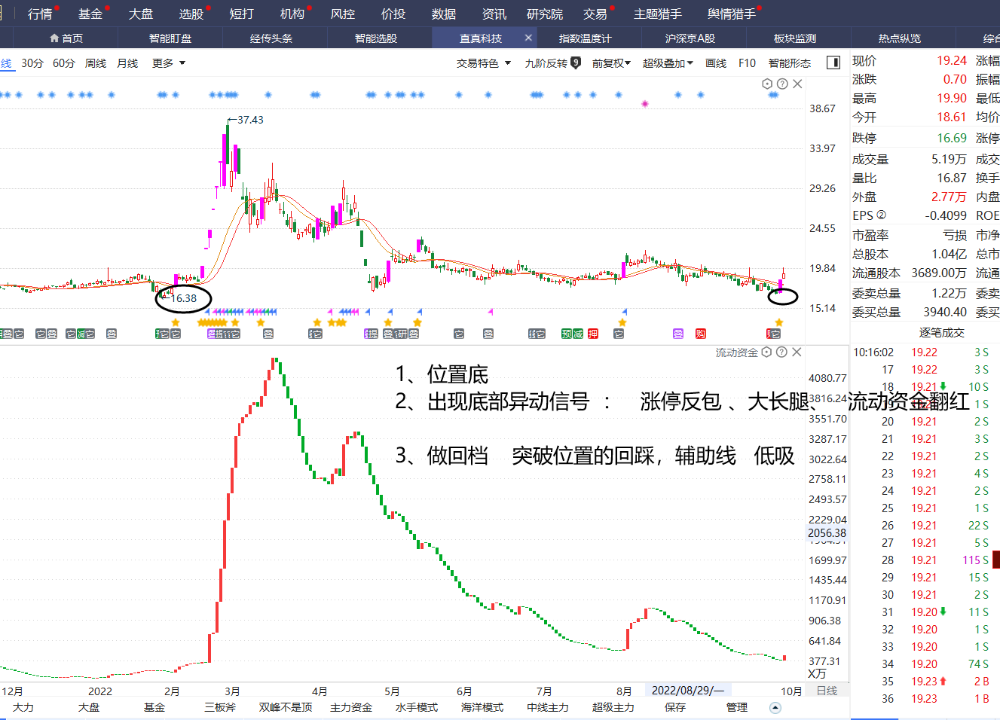 行情 基金 大盘 选股 短打 机构 风控 价投 数据 资讯 研究院 交易 主题猎手 舆情猎手
首页 智能盯盘 经传头条 智能选股 直真科技 × 指数温度计 沪深京A股 板块监测 热点纵览 综合
线 30分 60分 周线 月线 更多 交易特色 九阶反转 9 前复权 超级叠加 画线 F10 智能形态
现价 19.24 涨幅
涨跌 0.70 振幅
最高 19.90 最低
今开 18.61 均价
跌停 16.69 涨停
成交量 5.19万 成交
量比 16.87 换手
外盘 2.77万 内盘
EPS ② -0.4099 ROE
市盈率 亏损 市净
总股本 1.04亿 总市
流通股本 3689.00万 流通
委卖总量 1.22万 委卖
委买总量 3940.40 委买
逐笔成交
38.67
33.97
29.26
24.55
19.84
15.14
←37.43
←16.38
流动资金
1、位置底
2、出现底部异动信号 ： 涨停反包 、大长腿、 流动资金翻红
3、做回档 突破位置的回踩，辅助线 低吸
4080.77
3816.24
3551.70
3287.17
3022.64
2758.11
2493.57
2229.04
2056.38
1699.97
1435.44
1170.91
906.38
641.84
377.31
X万
10:16:02 19.22 3 S
17 19.22 3 S
18 19.21 10 S
1 S
20 19.21 2 S
21 19.21 3 S
22 19.21 2 S
23 19.21 4 S
24 19.21 2 S
25 19.21 1 S
26 19.21 22 S
27 19.21 5 S
28 19.21 115 S
29 19.21 15 S
30 19.21 2 S
31 19.20 11 S
32 19.20 1 S
33 19.20 1 S
34 19.20 74 S
35 19.23 2 B
36 19.23 1 B
12月 2022 2月 3月 4月 5月 6月 7月 8月 2022/08/29/一 10月 日线
大力 大盘 基金 三板斧 双峰不是顶 主力资金 水手模式 海洋模式 中线主力 超级主力 保存 管理